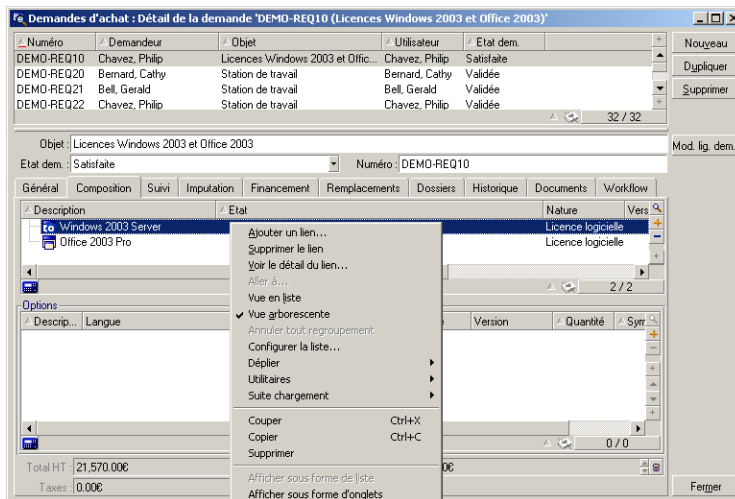 Demandes d'achat : Détail de la demande 'DEMO-REQ10 (Licences Windows 2003 et Office 2003)'
Numéro Demandeur Objet Utilisateur Etat dem.
DEMO-REQ10 Chavez, Philip Licences Windows 2003 et Offic... Chavez, Philip Satisfaite
DEMO-REQ20 Bernard, Cathy Station de travail Bernard, Cathy Validée
DEMO-REQ21 Bell, Gerald Station de travail Bell, Gerald Validée
DEMO-REQ22 Chavez, Philip Station de travail Chavez, Philip Validée
32 / 32
Nouveau
Dupliquer
Supprimer
Mod. lig. dem.
Objet : Licences Windows 2003 et Office 2003
Etat dem. : Satisfaite Numéro : DEMO-REQ10
Général Composition Suivi Imputation Financement Remplacements Dossiers Historique Documents Workflow
Description Etat Nature Vers
Windows 2003 Server Licence logicielle
Office 2003 Pro Licence logicielle
2 / 2
Options
Descrip... Langue Version Quantité Sym
0 / 0
Ajouter un lien...
Supprimer le lien
Voir le détail du lien...
Aller à...
Vue en liste
Vue arborescente
Annuler tout regroupement
Configurer la liste...
Déplier
Utilitaires
Suite chargement
Couper Ctrl+X
Copier Ctrl+C
Supprimer
Afficher sous forme de liste
Afficher sous forme d'onglets
Total HT : 21,570.00€
Taxes : 0.00€
Fermer